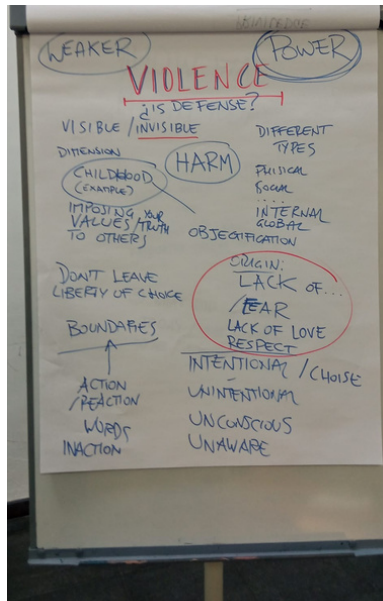 WEAKER
POWER
VIOLENCE
¿IS DEFENSE?
VISIBLE / INVISIBLE
DIMENSION
CHILDHOOD
(EXAMPLE)
IMPOSING YOUR
VALUES/TRUTH
TO OTHERS
HARM
OBJEGIFICATION
DIFFERENT
TYPES
PHISICAL
SOCIAL
....
INTERNAL
GLOBAL
DON'T LEAVE
LIBERTY OF CHOICE
BOUNDARIES
ACTION
/REACTION
WORDS
INACTION
ORIGIN:
LACK OF...
/FEAR
LACK OF LOVE
RESPECT
INTENTIONAL / CHOISE
UNINTENTIONAL
UNCONSCIOUS
UNAWARE